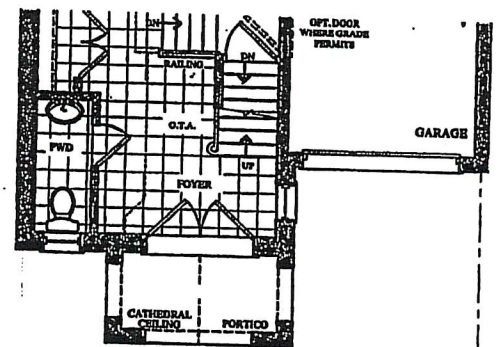 DN
OPT. DOOR
WHERE GRADE
PERMITS
RAILING
DN
O.T.A.
GARAGE
PWD
UP
FOYER
CATHEDRAL
CEILING
PORTICO